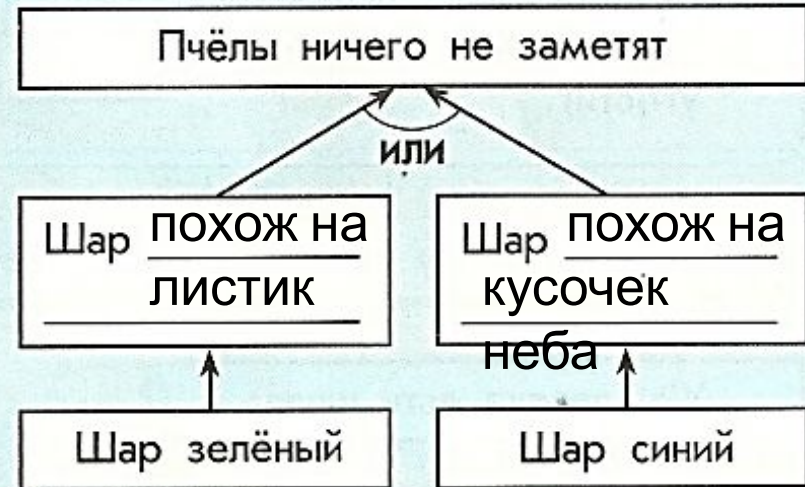 Пчёлы ничего не заметят
или
Шар похож на
листик
Шар похож на
кусочек
неба
Шар зелёный
Шар синий